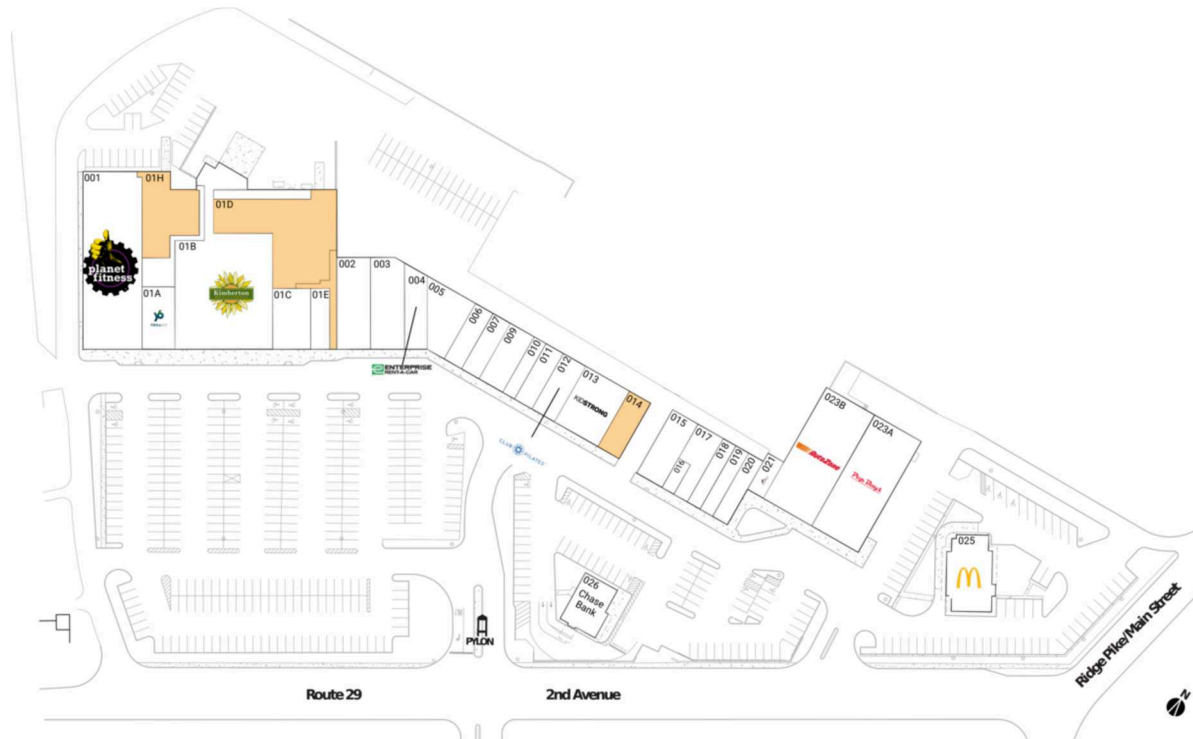 001
01H
01D
planet
fitness
01B
Kimberton
01A
01C
01E
002
003
004
005
006
007
009
010
011
012
013
014
ENTERPRISE
RENT-A-CAR
KIDSTRONG
CLUB PILATES
015
016
017
018
019
020
021
023B
AutoZone
023A
Pep Boys
025
026
Chase
Bank
PYLON
Route 29
2nd Avenue
Ridge Pike/Main Street
N